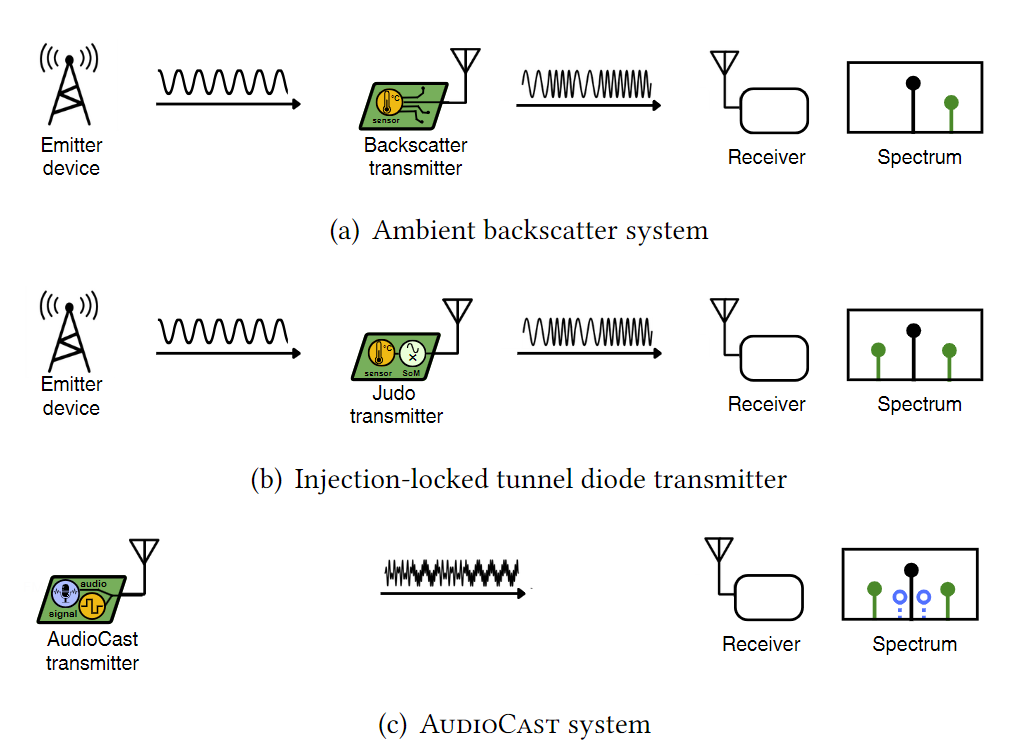 Emitter
device
°C
sensor
Backscatter
transmitter
Receiver
Spectrum
(a) Ambient backscatter system
Emitter
device
°C
sensor
SoM
Judo
transmitter
Receiver
Spectrum
(b) Injection-locked tunnel diode transmitter
audio
signal
AudioCast
transmitter
Receiver
Spectrum
(c) AUDIOCAST system